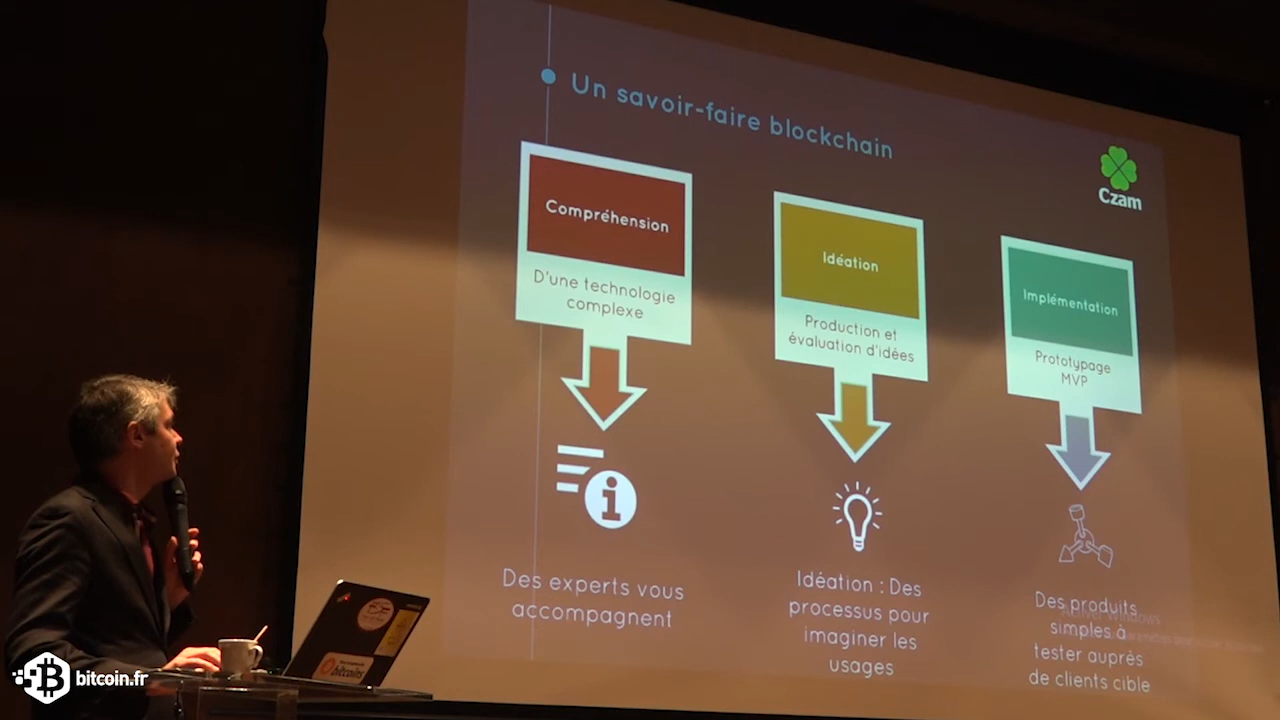 Un savoir-faire blockchain
Czam
Compréhension
D'une technologie
complexe
Des experts vous
accompagnent
Idéation
Production et
évaluation d'idées
Idéation : Des
processus pour
imaginer les
usages
Implémentation
Prototypage
MVP
Des produits
simples à
tester auprès
de clients cible
Windows
bitcoins
bitcoin.fr